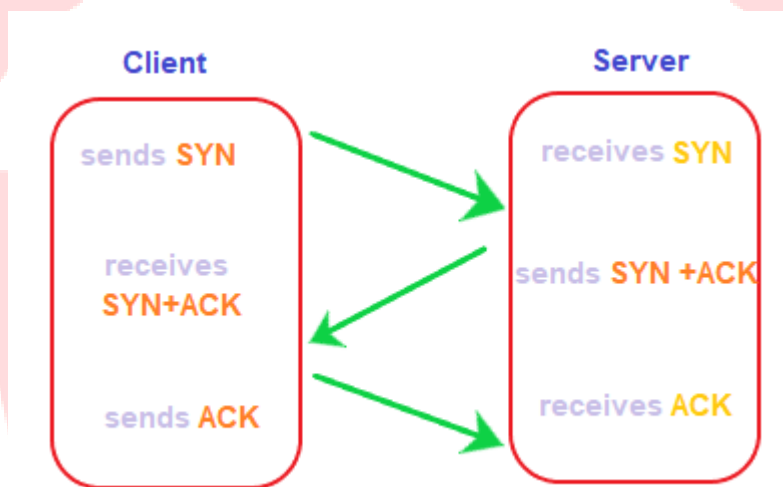 Client
sends SYN
receives
SYN+ACK
sends ACK
Server
receives SYN
sends SYN +ACK
receives ACK